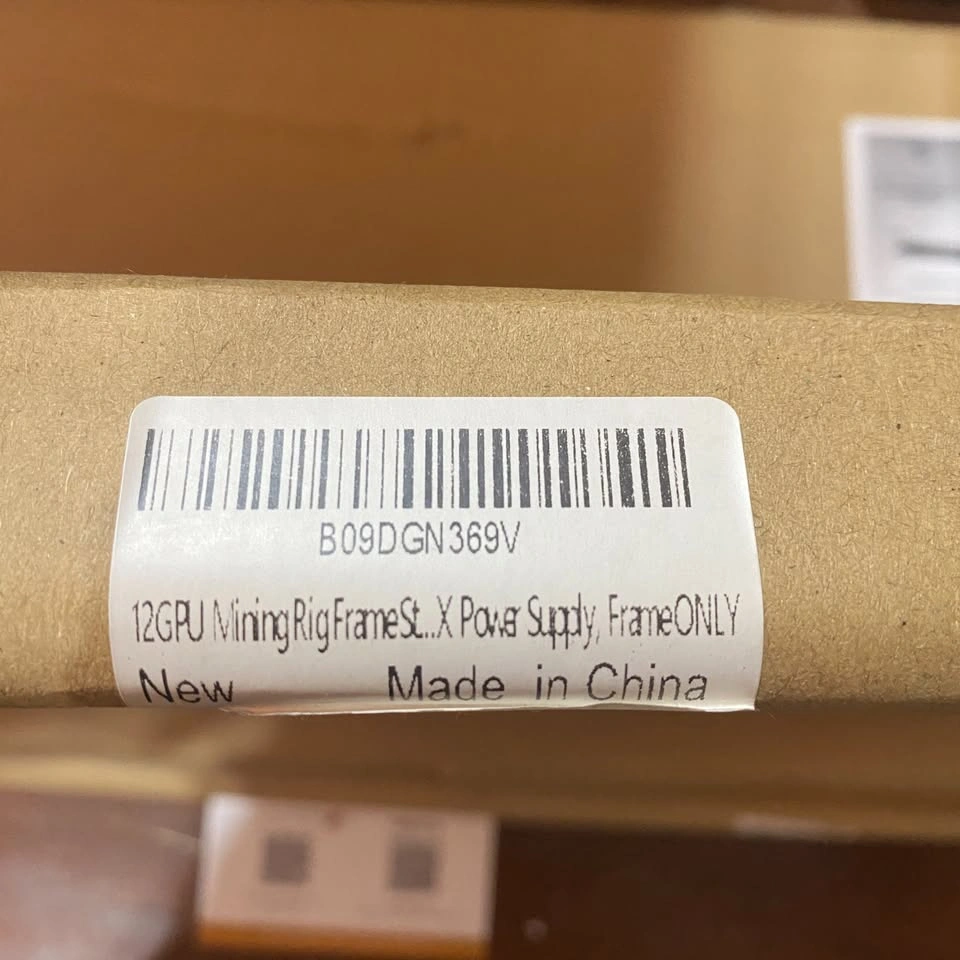 B09DGN369V
12GPU Mining Rig Frame St...X Power Supply, Frame ONLY
New Made in China